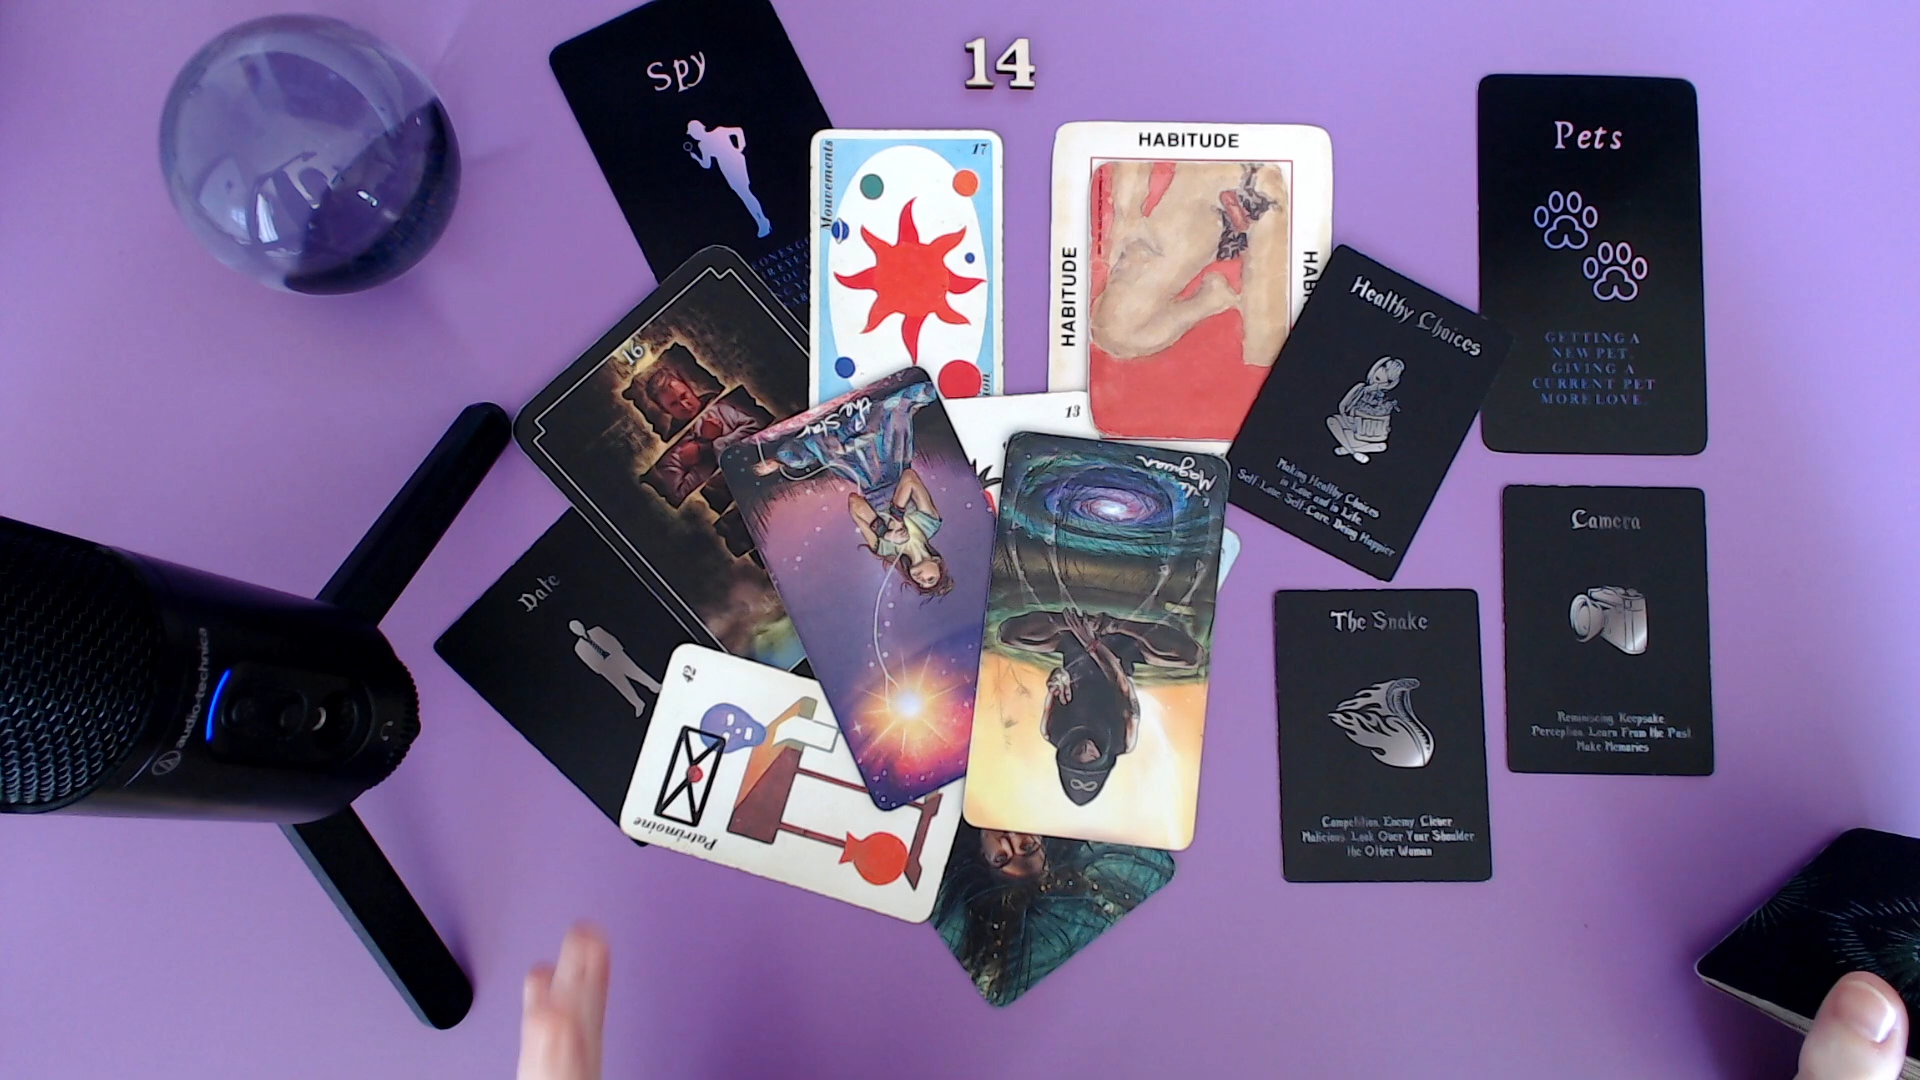 Spy
14
Mouvements
17
HABITUDE
HABITUDE
Pets
GETTING A
NEW PET.
GIVING A
CURRENT PET
MORE LOVE.
16
the Star
13
Healthy Choices
Making Healthy Choices
in Love and in Life.
Self-Love, Self-Care, Being Happier
Camera
Reminiscing, Keepsake,
Perception, Learn From the Past
Make Memories
Date
The Snake
Competition, Enemy, Clever
Malicious, Look Over Your Shoulder
the Other Woman
audio-technica
42
Patrimoine